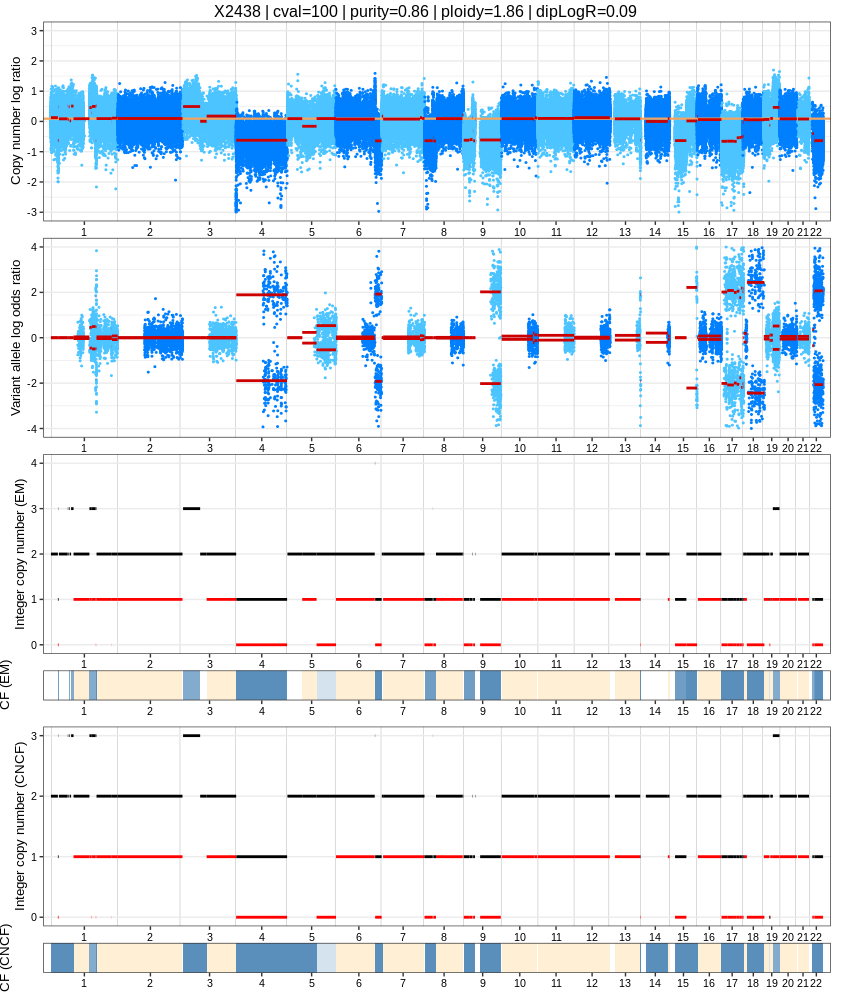 X2438 | cval=100 | purity=0.86 | ploidy=1.86 | dipLogR=0.09
Copy number log ratio
3
2
1
0
-1
-2
-3
1 2 3 4 5 6 7 8 9 10 11 12 13 14 15 16 17 18 19 20 21 22
Variant allele log odds ratio
4
2
0
-2
-4
1 2 3 4 5 6 7 8 9 10 11 12 13 14 15 16 17 18 19 20 21 22
Integer copy number (EM)
4
3
2
1
0
1 2 3 4 5 6 7 8 9 10 11 12 13 14 15 16 17 18 19 20 21 22
CF (EM)
1 2 3 4 5 6 7 8 9 10 11 12 13 14 15 16 17 18 19 20 21 22
Integer copy number (CNCF)
3
2
1
0
1 2 3 4 5 6 7 8 9 10 11 12 13 14 15 16 17 18 19 20 21 22
CF (CNCF)
1 2 3 4 5 6 7 8 9 10 11 12 13 14 15 16 17 18 19 20 21 22